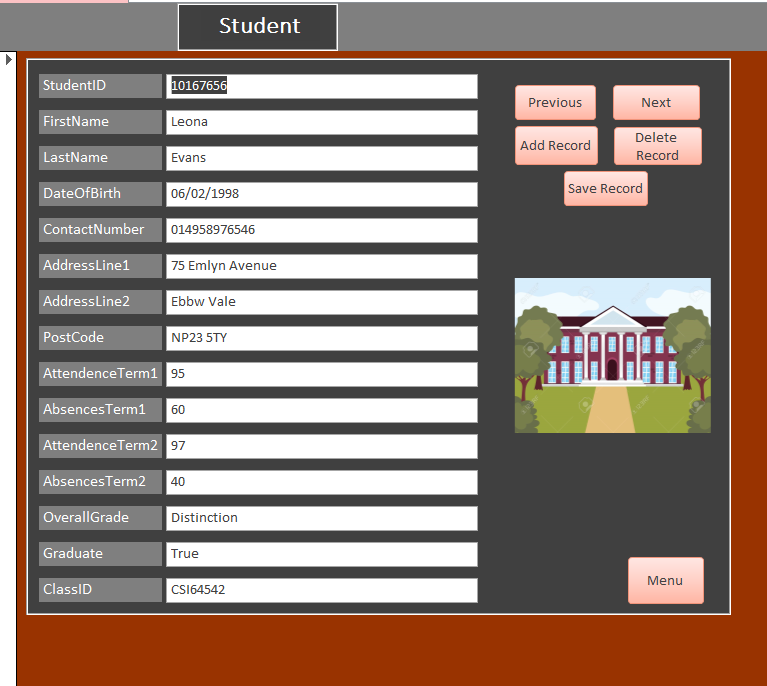 Student
StudentID 10167656
FirstName Leona
LastName Evans
DateOfBirth 06/02/1998
ContactNumber 014958976546
AddressLine1 75 Emlyn Avenue
AddressLine2 Ebbw Vale
PostCode NP23 5TY
AttendenceTerm1 95
AbsencesTerm1 60
AttendenceTerm2 97
AbsencesTerm2 40
OverallGrade Distinction
Graduate True
ClassID CSI64542
Previous Next
Add Record Delete
Record
Save Record
Menu